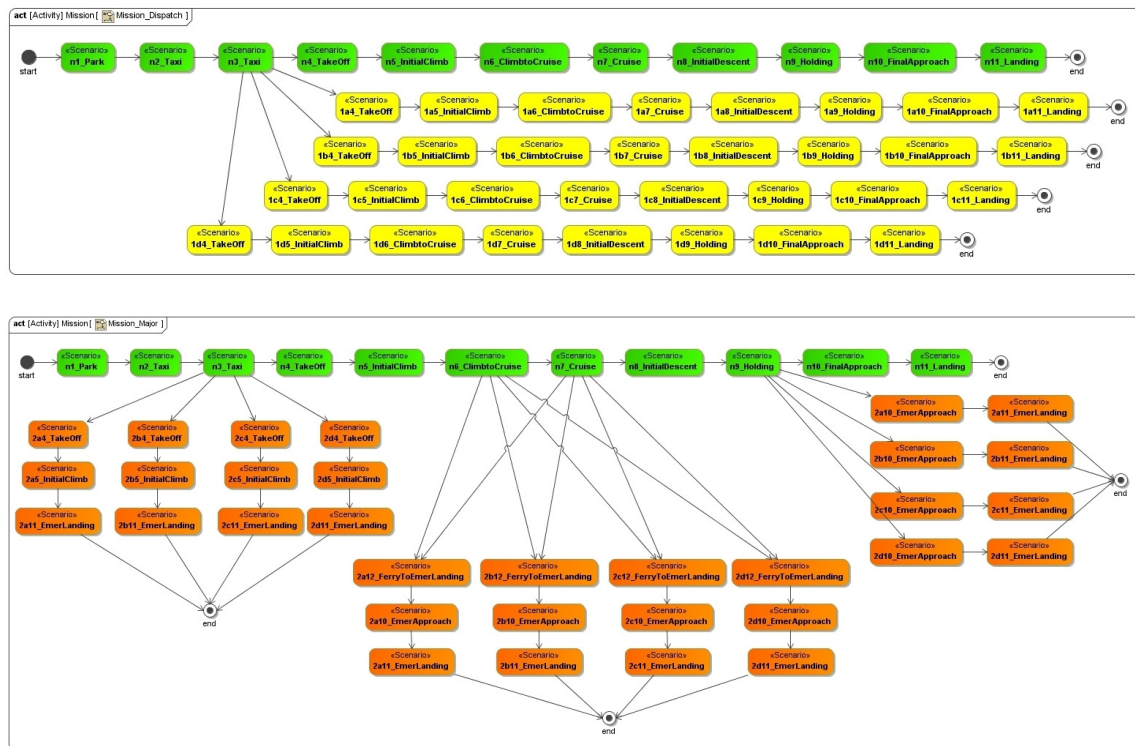 act [Activity] Mission [ Mission_Dispatch ]
«Scenario» «Scenario» «Scenario» «Scenario» «Scenario» «Scenario» «Scenario» «Scenario» «Scenario» «Scenario» «Scenario»
n1_Park n2_Taxi n3_Taxi n4_TakeOff n5_InitialClimb n6_ClimbtoCruise n7_Cruise n8_InitialDescent n9_Holding n10_FinalApproach n11_Landing
start end
«Scenario» «Scenario» «Scenario» «Scenario» «Scenario» «Scenario» «Scenario» «Scenario»
1a4_TakeOff 1a5_InitialClimb 1a6_ClimbtoCruise 1a7_Cruise 1a8_InitialDescent 1a9_Holding 1a10_FinalApproach 1a11_Landing
end
«Scenario» «Scenario» «Scenario» «Scenario» «Scenario» «Scenario» «Scenario» «Scenario»
1b4_TakeOff 1b5_InitialClimb 1b6_ClimbtoCruise 1b7_Cruise 1b8_InitialDescent 1b9_Holding 1b10_FinalApproach 1b11_Landing
end
«Scenario» «Scenario» «Scenario» «Scenario» «Scenario» «Scenario» «Scenario» «Scenario»
1c4_TakeOff 1c5_InitialClimb 1c6_ClimbtoCruise 1c7_Cruise 1c8_InitialDescent 1c9_Holding 1c10_FinalApproach 1c11_Landing
end
«Scenario» «Scenario» «Scenario» «Scenario» «Scenario» «Scenario» «Scenario» «Scenario»
1d4_TakeOff 1d5_InitialClimb 1d6_ClimbtoCruise 1d7_Cruise 1d8_InitialDescent 1d9_Holding 1d10_FinalApproach 1d11_Landing
end
act [Activity] Mission [ Mission_Major ]
«Scenario» «Scenario» «Scenario» «Scenario» «Scenario» «Scenario» «Scenario» «Scenario» «Scenario» «Scenario» «Scenario»
n1_Park n2_Taxi n3_Taxi n4_TakeOff n5_InitialClimb n6_ClimbtoCruise n7_Cruise n8_InitialDescent n9_Holding n10_FinalApproach n11_Landing
start end
«Scenario» «Scenario»
2a10_EmerApproach 2a11_EmerLanding
«Scenario» «Scenario» «Scenario» «Scenario»
2a4_TakeOff 2b4_TakeOff 2c4_TakeOff 2d4_TakeOff
«Scenario» «Scenario»
2b10_EmerApproach 2b11_EmerLanding
«Scenario» «Scenario» «Scenario» «Scenario»
2a5_InitialClimb 2b5_InitialClimb 2c5_InitialClimb 2d5_InitialClimb
end
«Scenario» «Scenario»
2c10_EmerApproach 2c11_EmerLanding
«Scenario» «Scenario» «Scenario» «Scenario»
2a11_EmerLanding 2b11_EmerLanding 2c11_EmerLanding 2d11_EmerLanding
«Scenario» «Scenario»
2d10_EmerApproach 2d11_EmerLanding
«Scenario» «Scenario» «Scenario» «Scenario»
2a12_FerryToEmerLanding 2b12_FerryToEmerLanding 2c12_FerryToEmerLanding 2d12_FerryToEmerLanding
end
«Scenario» «Scenario» «Scenario» «Scenario»
2a10_EmerApproach 2b10_EmerApproach 2c10_EmerApproach 2d10_EmerApproach
«Scenario» «Scenario» «Scenario» «Scenario»
2a11_EmerLanding 2b11_EmerLanding 2c11_EmerLanding 2d11_EmerLanding
end